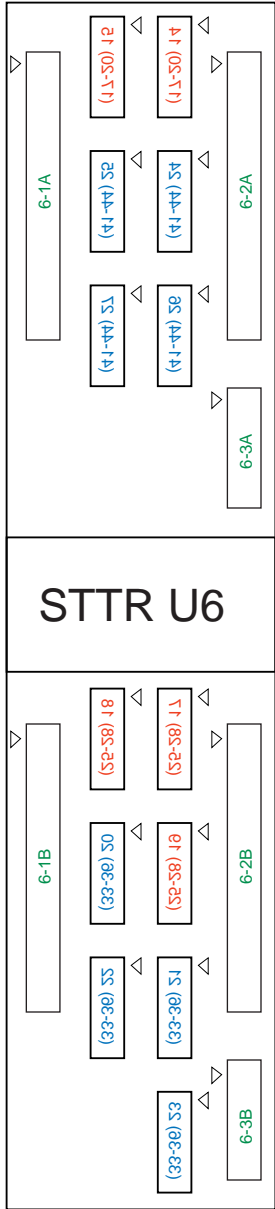 (17-20) 15
(17-20) 14
6-1A
6-2A
(41-44) 25
(41-44) 24
(41-44) 27
(41-44) 26
6-3A
STTR U6
(25-28) 18
(25-28) 17
6-1B
6-2B
(33-36) 20
(25-28) 19
(33-36) 22
(33-36) 21
(33-36) 23
6-3B